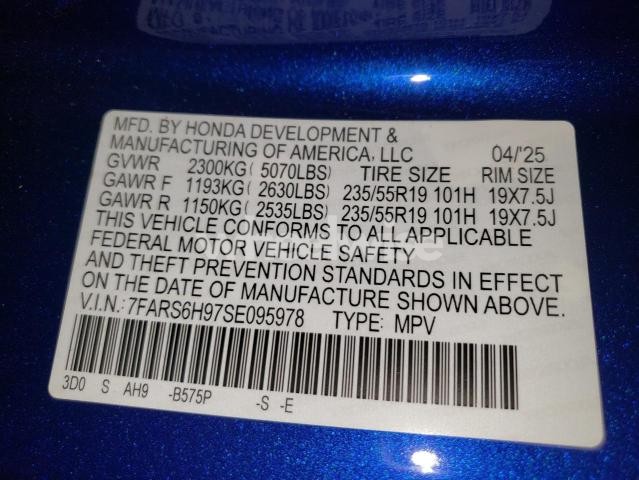 MFD. BY HONDA DEVELOPMENT &
MANUFACTURING OF AMERICA, LLC 04/'25
GVWR 2300KG ( 5070LBS) TIRE SIZE RIM SIZE
GAWR F 1193KG ( 2630LBS) 235/55R19 101H 19X7.5J
GAWR R 1150KG ( 2535LBS) 235/55R19 101H 19X7.5J
THIS VEHICLE CONFORMS TO ALL APPLICABLE
FEDERAL MOTOR VEHICLE SAFETY
AND THEFT PREVENTION STANDARDS IN EFFECT
ON THE DATE OF MANUFACTURE SHOWN ABOVE.
V.I.N.: 7FARS6H97SE095978 TYPE: MPV
3D0 S AH9 -B575P -S -E